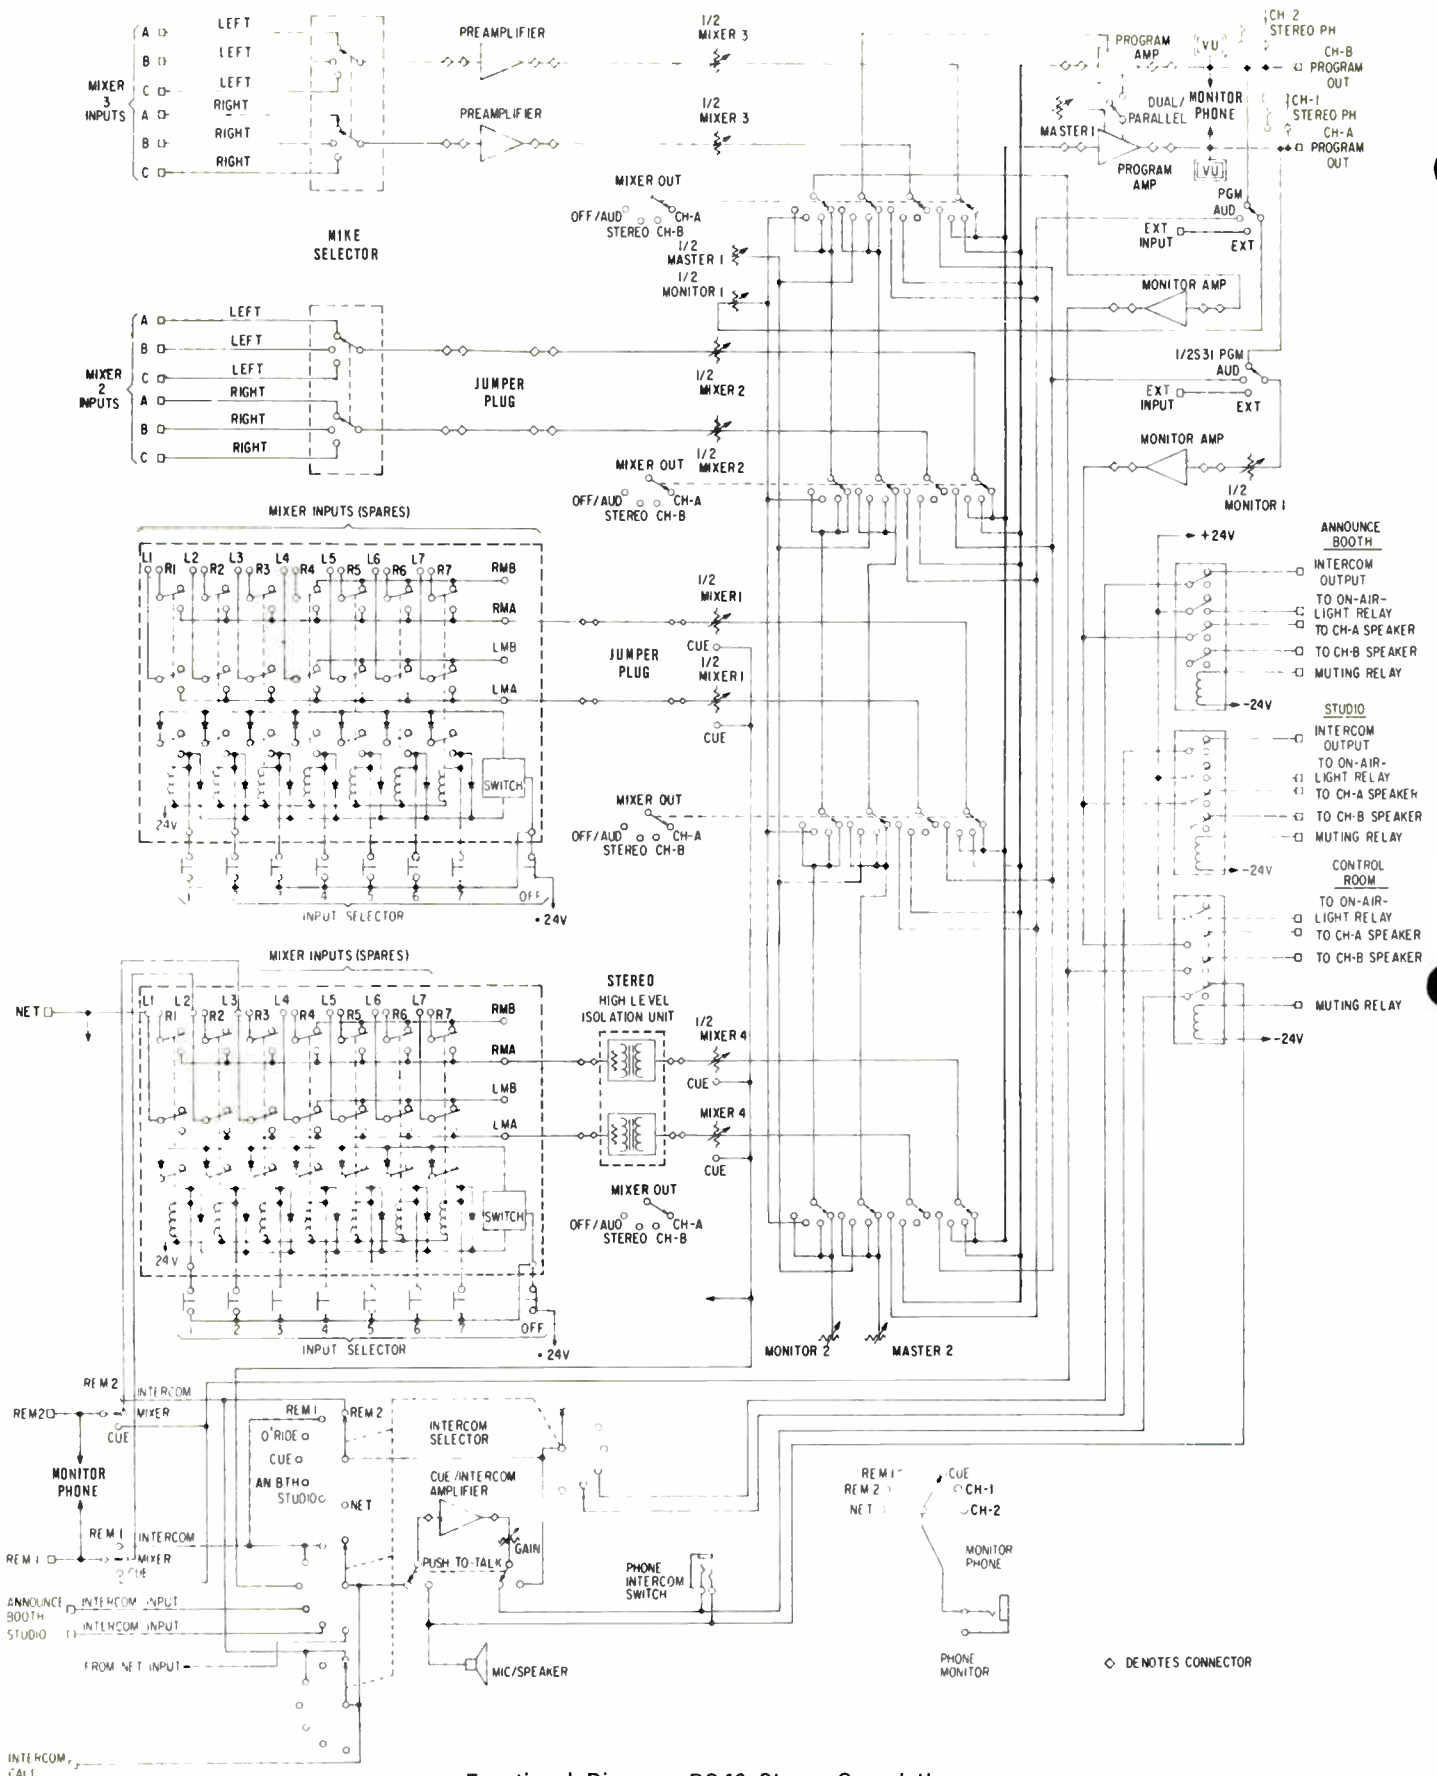 A LEFT
B LEFT
C LEFT
A RIGHT
B RIGHT
C RIGHT
MIXER
3
INPUTS
MIKE
SELECTOR
PREAMPLIFIER
PREAMPLIFIER
1/2
MIXER 3
1/2
MIXER 3
MIXER OUT
OFF/AUD
CH-A
STEREO CH-B
1/2
MASTER 1
1/2
MONITOR 1
PROGRAM
AMP
VU
CH 2
STEREO PH
CH-B
PROGRAM
OUT
DUAL/
PARALLEL
MONITOR
PHONE
CH-1
STEREO PH
CH-A
PROGRAM
OUT
MASTER 1
PROGRAM
AMP
VU
PGM
AUD
EXT
INPUT
EXT
MONITOR AMP
1/2S31 PGM
AUD
EXT
INPUT
EXT
MONITOR AMP
1/2
MONITOR 1
A LEFT
B LEFT
C LEFT
A RIGHT
B RIGHT
C RIGHT
MIXER
2
INPUTS
JUMPER
PLUG
1/2
MIXER 2
1/2
MIXER 2
MIXER OUT
OFF/AUD
CH-A
STEREO CH-B
MIXER INPUTS (SPARES)
L1 R1 L2 R2 L3 R3 L4 R4 L5 R5 L6 R6 L7 R7
RMB
RMA
LMB
LMA
SWITCH
24V
4 5 6 7
OFF
INPUT SELECTOR
24V
JUMPER
PLUG
1/2
MIXER 1
CUE
1/2
MIXER 1
CUE
MIXER OUT
OFF/AUD
CH-A
STEREO CH-B
+24V
ANNOUNCE
BOOTH
INTERCOM
OUTPUT
TO ON-AIR-
LIGHT RELAY
TO CH-A SPEAKER
TO CH-B SPEAKER
MUTING RELAY
-24V
STUDIO
INTERCOM
OUTPUT
TO ON-AIR-
LIGHT RELAY
TO CH-A SPEAKER
TO CH-B SPEAKER
MUTING RELAY
-24V
CONTROL
ROOM
TO ON-AIR-
LIGHT RELAY
TO CH-A SPEAKER
TO CH-B SPEAKER
MUTING RELAY
-24V
NET
MIXER INPUTS (SPARES)
L1 R1 L2 R2 L3 R3 L4 R4 L5 R5 L6 R6 L7 R7
RMB
RMA
LMB
LMA
SWITCH
24V
1 2 3 4 5 6 7
OFF
INPUT SELECTOR
24V
STEREO
HIGH LEVEL
ISOLATION UNIT
1/2
MIXER 4
CUE
MIXER 4
CUE
MIXER OUT
OFF/AUD
CH-A
STEREO CH-B
MONITOR 2
MASTER 2
REM 2
INTERCOM
REM2
MIXER
CUE
MONITOR
PHONE
REM 1
INTERCOM
REM 1
MIXER
CUE
ANNOUNCE
BOOTH
INTERCOM INPUT
STUDIO
INTERCOM INPUT
FROM NET INPUT
INTERCOM
CALL
REM 1
REM 2
O'RIDE
CUE
AN BTH
STUDIO
NET
INTERCOM
SELECTOR
CUE/INTERCOM
AMPLIFIER
GAIN
PUSH TO-TALK
MIC/SPEAKER
PHONE
INTERCOM
SWITCH
REM 1
REM 2
NET
CUE
CH-1
CH-2
MONITOR
PHONE
PHONE
MONITOR
◇ DENOTES CONNECTOR